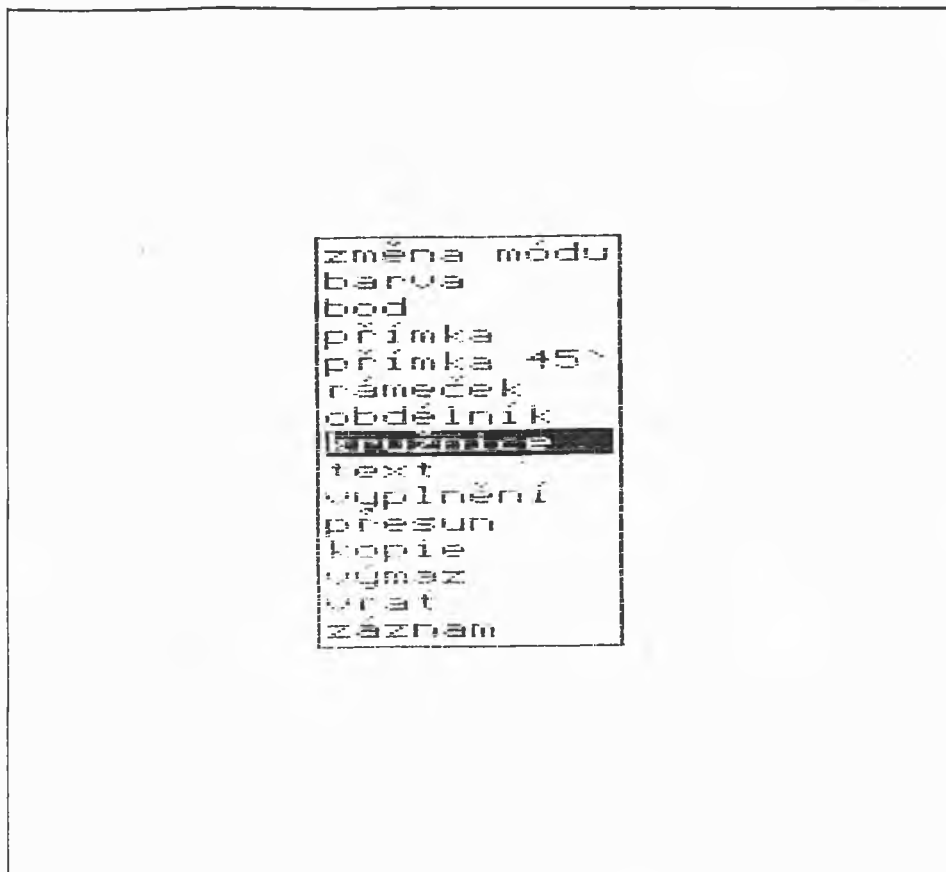 změna módu
barva
bod
přímka
přímka 45°
rámeček
obdélník
kružnice
text
vyplnění
přesun
kopie
výmaz
vrat
záznam